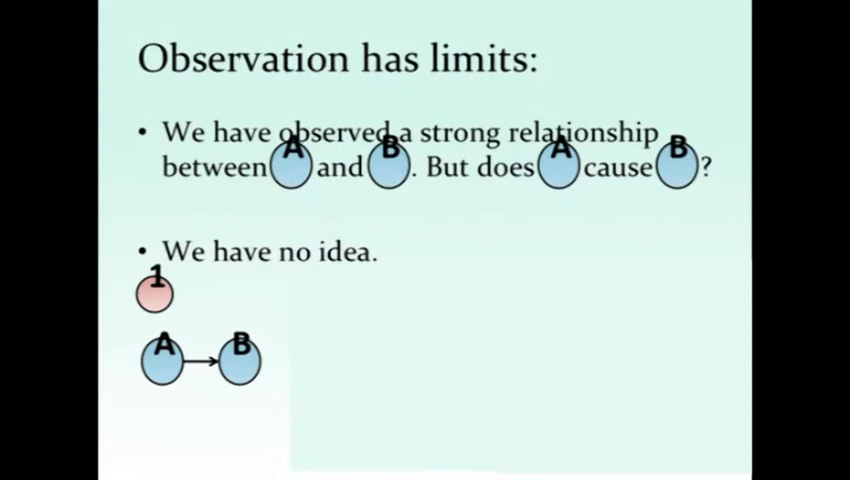 Observation has limits:
• We have observed a strong relationship
between A and B. But does A cause B?
• We have no idea.
1
A B